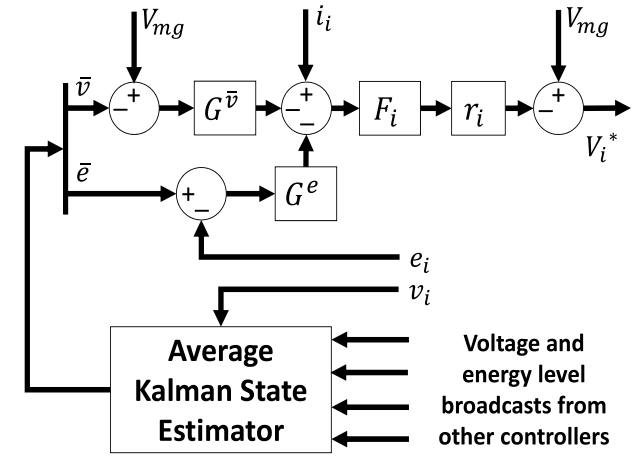 V_mg
i_i
V_mg
v̄
− +
G^v̄
− + −
F_i
r_i
− +
V_i*
ē
+ −
G^e
e_i
v_i
Average
Kalman State
Estimator
Voltage and
energy level
broadcasts from
other controllers